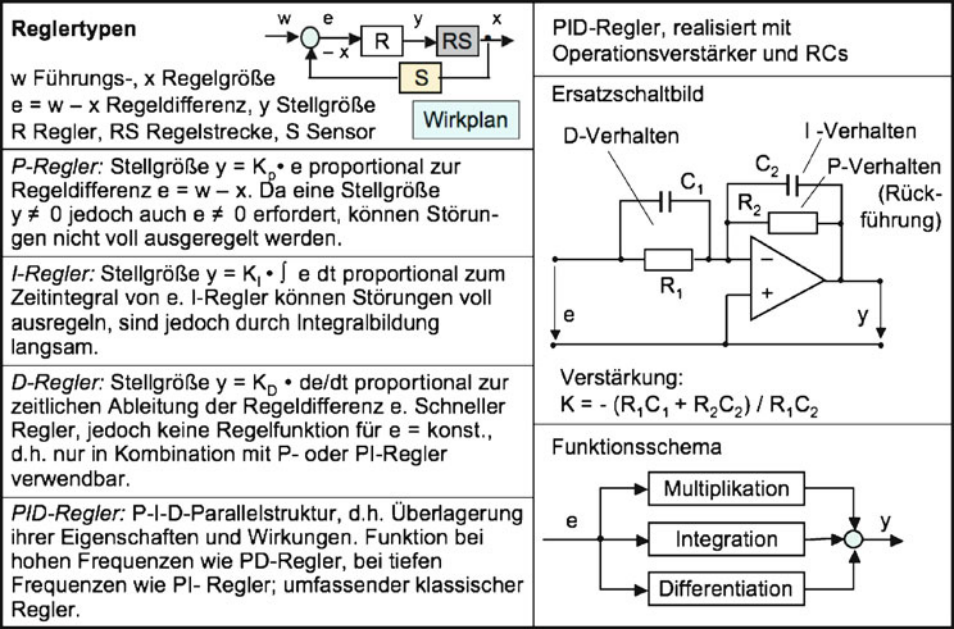 Reglertypen
w
e
y
x
R
RS
– x
S
w Führungs-, x Regelgröße
e = w – x Regeldifferenz, y Stellgröße
R Regler, RS Regelstrecke, S Sensor
Wirkplan
P-Regler: Stellgröße y = Kp• e proportional zur
Regeldifferenz e = w – x. Da eine Stellgröße
y ≠ 0 jedoch auch e ≠ 0 erfordert, können Störun-
gen nicht voll ausgeregelt werden.
I-Regler: Stellgröße y = KI • ∫ e dt proportional zum
Zeitintegral von e. I-Regler können Störungen voll
ausregeln, sind jedoch durch Integralbildung
langsam.
D-Regler: Stellgröße y = KD • de/dt proportional zur
zeitlichen Ableitung der Regeldifferenz e. Schneller
Regler, jedoch keine Regelfunktion für e = konst.,
d.h. nur in Kombination mit P- oder PI-Regler
verwendbar.
PID-Regler: P-I-D-Parallelstruktur, d.h. Überlagerung
ihrer Eigenschaften und Wirkungen. Funktion bei
hohen Frequenzen wie PD-Regler, bei tiefen
Frequenzen wie PI- Regler; umfassender klassischer
Regler.
PID-Regler, realisiert mit
Operationsverstärker und RCs
Ersatzschaltbild
D-Verhalten
I -Verhalten
P-Verhalten
(Rück-
führung)
C1
C2
R2
R1
–
+
e
y
Verstärkung:
K = - (R1C1 + R2C2) / R1C2
Funktionsschema
Multiplikation
e
Integration
y
Differentiation